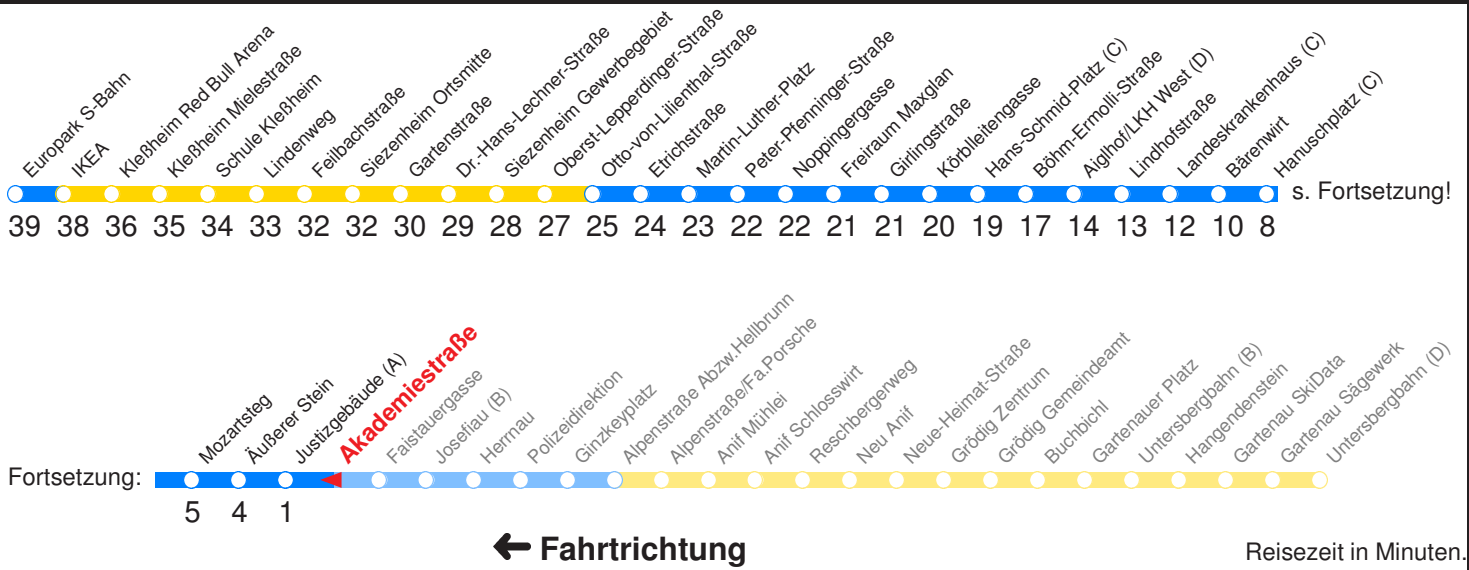 Europark S-Bahn
IKEA
Kleßheim Red Bull Arena
Kleßheim Mielestraße
Schule Kleßheim
Lindenweg
Feilbachstraße
Siezenheim Ortsmitte
Gartenstraße
Dr.-Hans-Lechner-Straße
Siezenheim Gewerbegebiet
Oberst-Lepperdinger-Straße
Otto-von-Lilienthal-Straße
Etrichstraße
Martin-Luther-Platz
Peter-Pfenninger-Straße
Noppingergasse
Freiraum Maxglan
Girlingstraße
Körblleitengasse
Hans-Schmid-Platz (C)
Böhm-Ermolli-Straße
Aiglhof/LKH West (D)
Lindhofstraße
Landeskrankenhaus (C)
Bärenwirt
Hanuschplatz (C)
s. Fortsetzung!
39 38 36 35 34 33 32 32 30 29 28 27 25 24 23 22 22 21 21 20 19 17 14 13 12 10 8
Fortsetzung:
Mozartsteg
Äußerer Stein
Justizgebäude (A)
Akademiestraße
Faistauergasse
Josefiau (B)
Herrnau
Polizeidirektion
Ginzkeyplatz
Alpenstraße Abzw.Hellbrunn
Alpenstraße/Fa.Porsche
Anif Mühlei
Anif Schlosswirt
Reschbergerweg
Neu Anif
Neue-Heimat-Straße
Grödig Zentrum
Grödig Gemeindeamt
Buchbichl
Gartenauer Platz
Untersbergbahn (B)
Hangendenstein
Gartenau SkiData
Gartenau Sägewerk
Untersbergbahn (D)
5 4 1
Fahrtrichtung
Reisezeit in Minuten.